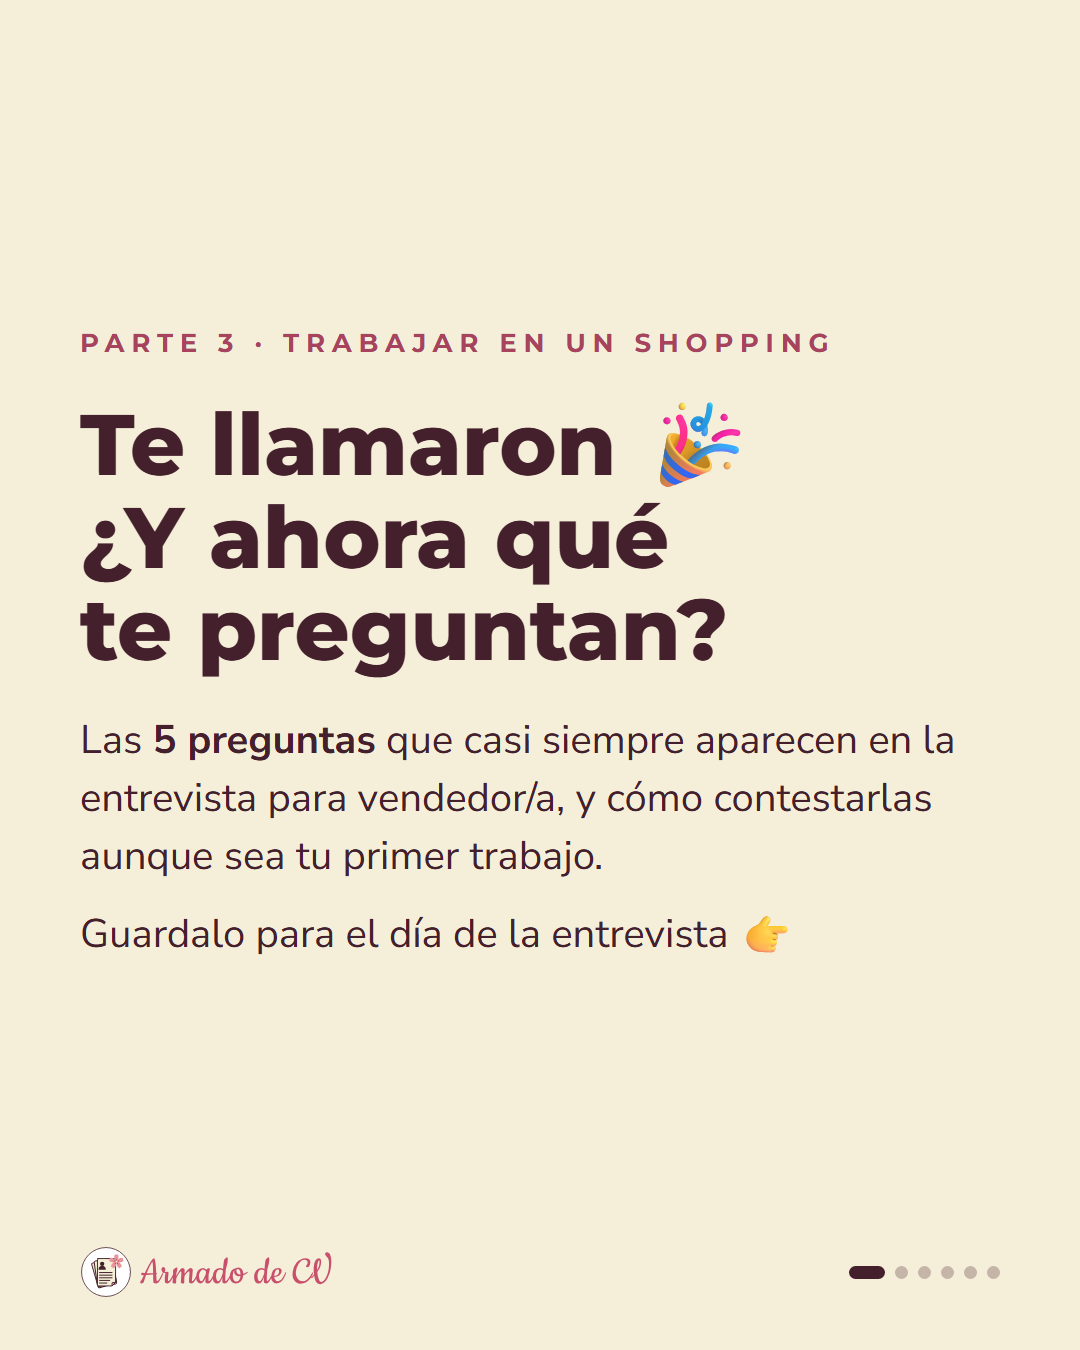 PARTE 3 · TRABAJAR EN UN SHOPPING
Te llamaron 🎉
¿Y ahora qué
te preguntan?
Las 5 preguntas que casi siempre aparecen en la
entrevista para vendedor/a, y cómo contestarlas
aunque sea tu primer trabajo.
Guardalo para el día de la entrevista 👉
Armado de CV